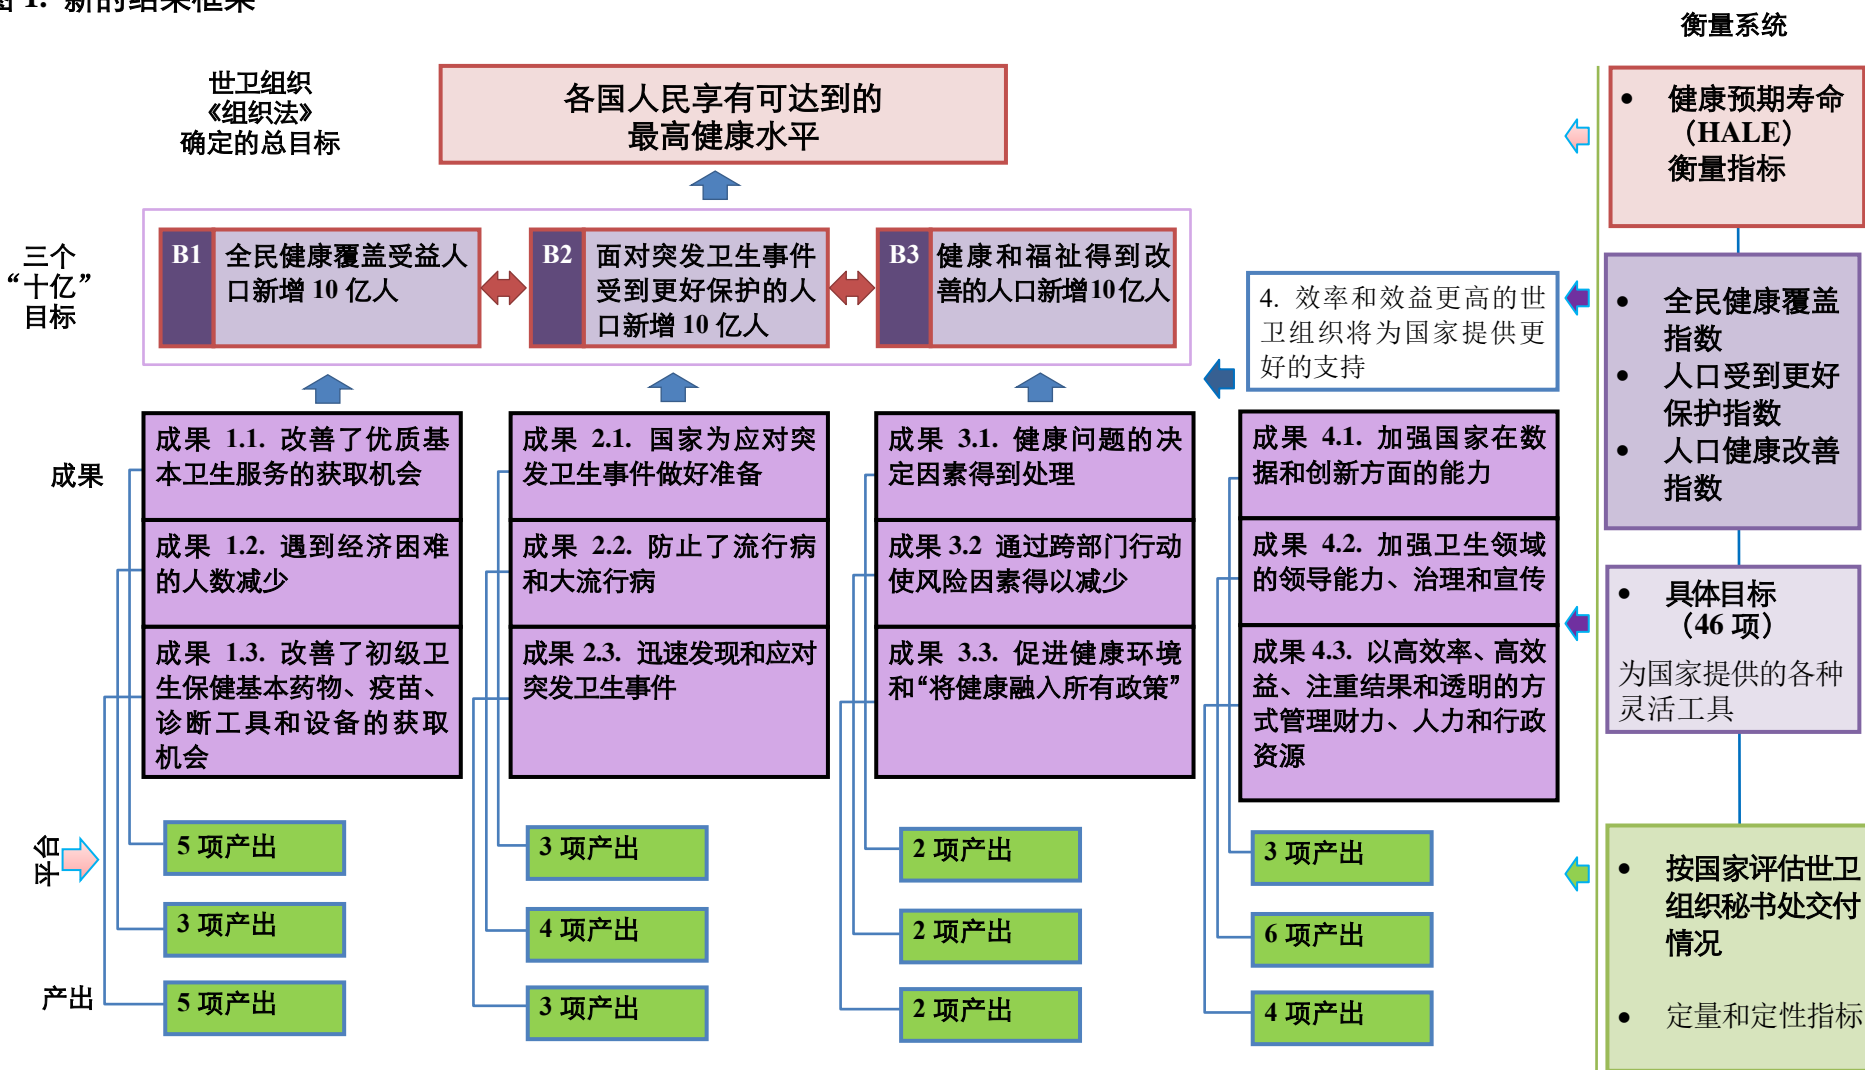 图 1. 新的结果框架
衡量系统
世卫组织
《组织法》
确定的总目标
各国人民享有可达到的
最高健康水平
• 健康预期寿命
（HALE）
衡量指标
三个
“十亿”
目标
B1
全民健康覆盖受益人
口新增 10 亿人
B2
面对突发卫生事件
受到更好保护的人
口新增 10 亿人
B3
健康和福祉得到改
善的人口新增10亿人
4. 效率和效益更高的世
卫组织将为国家提供更
好的支持
• 全民健康覆盖
指数
• 人口受到更好
保护指数
• 人口健康改善
指数
成果
成果 1.1. 改善了优质基
本卫生服务的获取机会
成果 1.2. 遇到经济困难
的人数减少
成果 1.3. 改善了初级卫
生保健基本药物、疫苗、
诊断工具和设备的获取
机会
成果 2.1. 国家为应对突
发卫生事件做好准备
成果 2.2. 防止了流行病
和大流行病
成果 2.3. 迅速发现和应对
突发卫生事件
成果 3.1. 健康问题的决
定因素得到处理
成果 3.2 通过跨部门行动
使风险因素得以减少
成果 3.3. 促进健康环境
和“将健康融入所有政策”
成果 4.1. 加强国家在数
据和创新方面的能力
成果 4.2. 加强卫生领域
的领导能力、治理和宣传
成果 4.3. 以高效率、高效
益、注重结果和透明的方
式管理财力、人力和行政
资源
• 具体目标
（46 项）
为国家提供的各种
灵活工具
平台
产出
5 项产出
3 项产出
5 项产出
3 项产出
4 项产出
3 项产出
2 项产出
2 项产出
2 项产出
3 项产出
6 项产出
4 项产出
• 按国家评估世卫
组织秘书处交付
情况
• 定量和定性指标